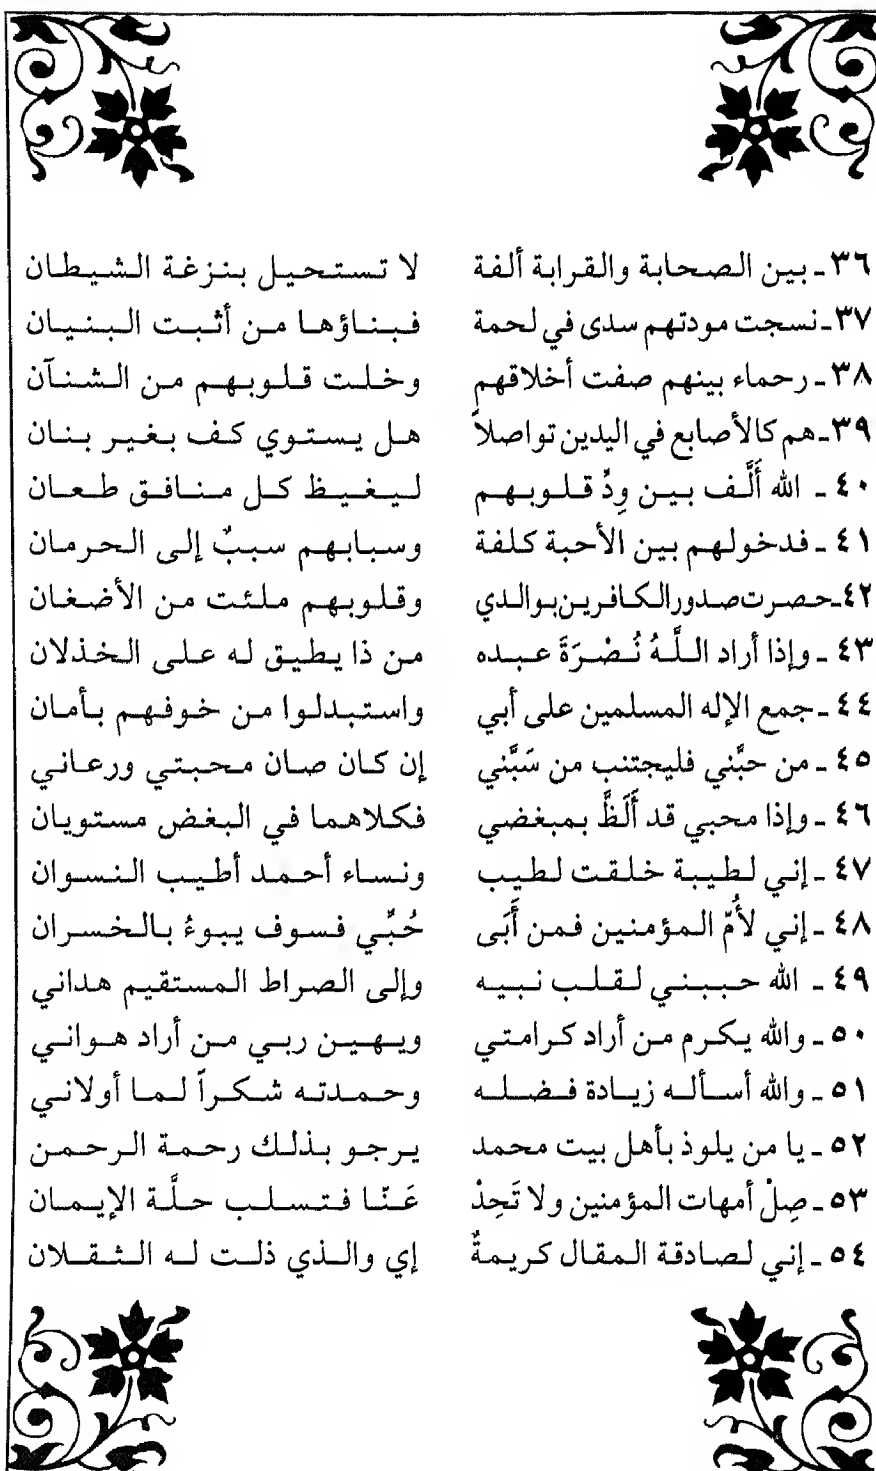 ٣٦ - بين الصحابة والقرابة ألفة لا تستحيل بنزغة الشيطان
٣٧ - نسجت مودتهم سدى في لحمة فبناؤها من أثبت البنيان
٣٨ - رحماء بينهم صفت أخلاقهم وخلت قلوبهم من الشنآن
٣٩ - هم كالأصابع في اليدين تواصلاً هل يستوي كف بغير بنان
٤٠ - الله أَلَّف بين وِدِّ قلوبهم ليغيظ كل منافق طعان
٤١ - فدخولهم بين الأحبة كلفة وسبابهم سببٌ إلى الحرمان
٤٢ - حصرت صدور الكافرين بوالدي وقلوبهم ملئت من الأضغان
٤٣ - وإذا أراد اللَّهُ نُصْرَةَ عبده من ذا يطيق له على الخذلان
٤٤ - جمع الإله المسلمين على أبي واستبدلوا من خوفهم بأمان
٤٥ - من حبَّني فليجتنب من سَبَّني إن كان صان محبتي ورعاني
٤٦ - وإذا محبي قد أَلَظَّ بمبغضي فكلاهما في البغض مستويان
٤٧ - إني لطيبة خلقت لطيب ونساء أحمد أطيب النسوان
٤٨ - إني لأُمّ المؤمنين فمن أَبَى حُبِّي فسوف يبوءُ بالخسران
٤٩ - الله حببني لقلب نبيه وإلى الصراط المستقيم هداني
٥٠ - والله يكرم من أراد كرامتي ويهين ربي من أراد هواني
٥١ - والله أسأله زيادة فضله وحمدته شكراً لما أولاني
٥٢ - يا من يلوذ بأهل بيت محمد يرجو بذلك رحمة الرحمن
٥٣ - صِلْ أمهات المؤمنين ولا تَحِدْ عَنّا فتسلب حلَّة الإيمان
٥٤ - إني لصادقة المقال كريمةٌ إي والذي ذلت له الثقلان